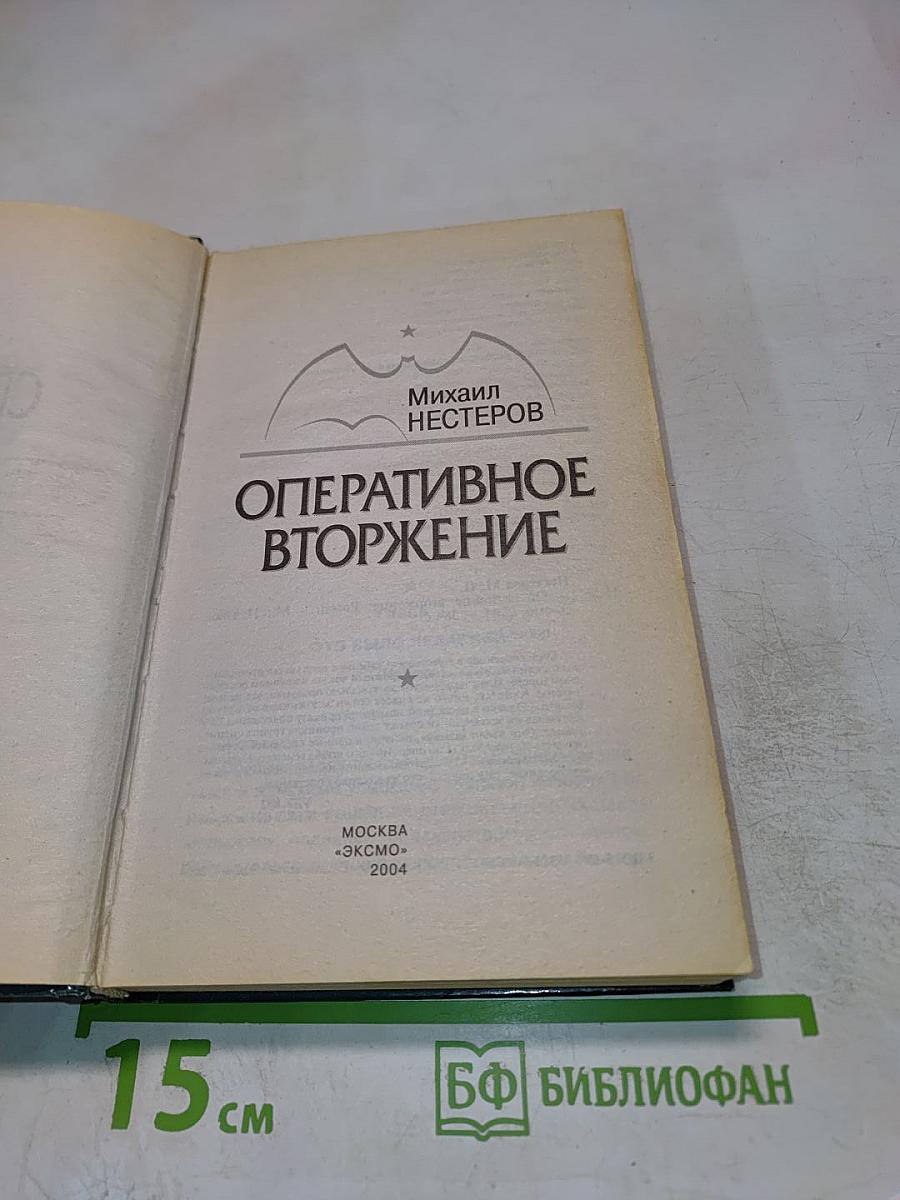 Михаил
НЕСТЕРОВ
ОПЕРАТИВНОЕ
ВТОРЖЕНИЕ
МОСКВА
«ЭКСМО»
2004
15 см
БФ БИБЛИОФАН